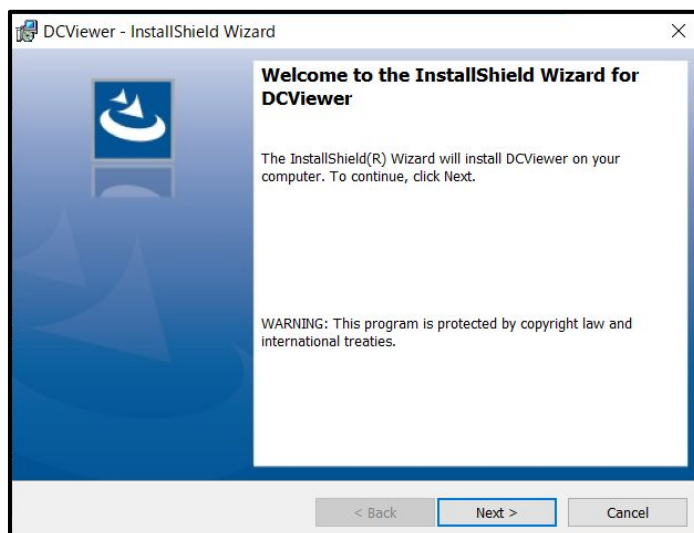 DCViewer - InstallShield Wizard
Welcome to the InstallShield Wizard for
DCViewer
The InstallShield(R) Wizard will install DCViewer on your
computer. To continue, click Next.
WARNING: This program is protected by copyright law and
international treaties.
< Back
Next >
Cancel